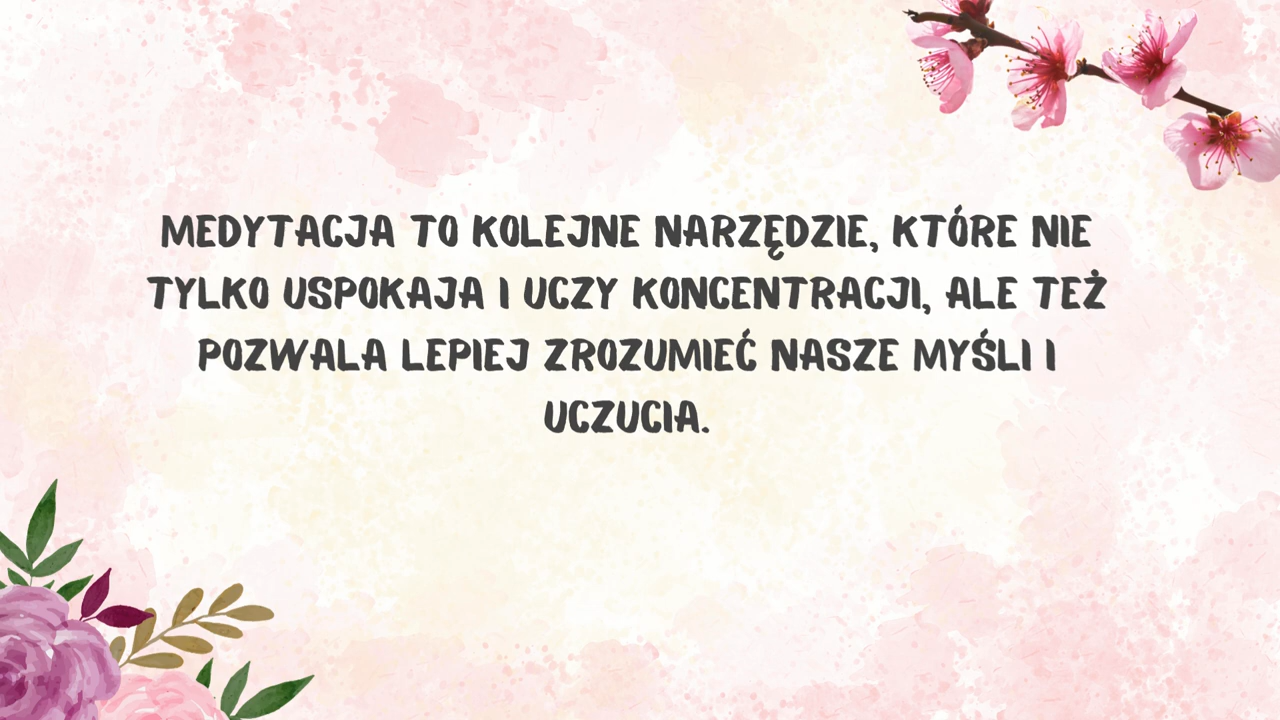 MEDYTACJA TO KOLEJNE NARZĘDZIE, KTÓRE NIE
TYLKO USPOKAJA I UCZY KONCENTRACJI, ALE TEŻ
POZWALA LEPIEJ ZROZUMIEĆ NASZE MYŚLI I
UCZUCIA.